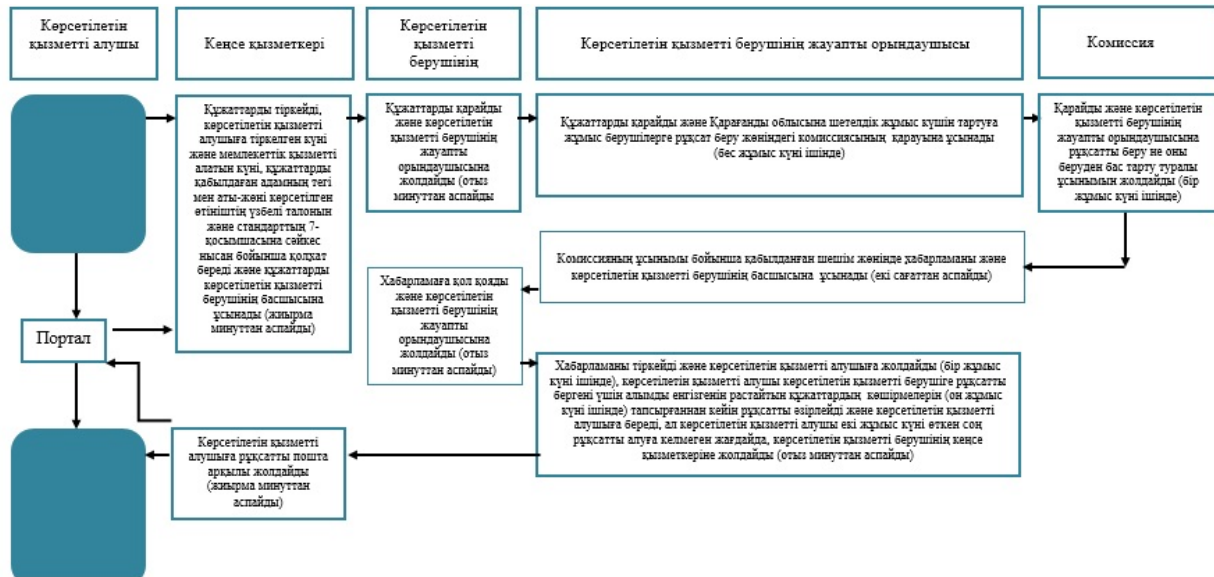 Көрсетілетін
қызметті алушы
Кеңсе қызметкері
Көрсетілетін
қызметті
берушінің
Көрсетілетін қызметті берушінің жауапты орындаушысы
Комиссия
Құжаттарды тіркейді,
көрсетілетін қызметті
алушыға тіркелген күні
және мемлекеттік қызметті
алатын күні, құжаттарды
қабылдаған адамның тегі
мен аты-жөні көрсетілген
өтініштің үзбелі талонын
және стандарттың 7-
қосымшасына сәйкес
нысан бойынша қолхат
береді және құжаттарды
көрсетілетін қызметті
берушінің басшысына
ұсынады (жиырма
минуттан аспайды)
Құжаттарды қарайды
және көрсетілетін
қызметті берушінің
жауапты
орындаушысына
жолдайды (отыз
минуттан аспайды
Құжаттарды қарайды және Қарағанды облысына шетелдік жұмыс күшін тартуға
жұмыс берушілерге рұқсат беру жөніндегі комиссиясының қарауына ұсынады
(бес жұмыс күні ішінде)
Қарайды және көрсетілетін
қызметті берушінің
жауапты
орындаушысына
рұқсатты беру не оны
беруден бас тарту туралы
ұсынымын жолдайды (бір
жұмыс күні ішінде)
Комиссияның ұсынымы бойынша қабылданған шешім жөнінде хабарламаны және
көрсетілетін қызметті берушінің басшысына ұсынады (екі сағаттан аспайды)
Хабарламаға қол қояды
және көрсетілетін
қызметті берушінің
жауапты
орындаушысына
жолдайды (отыз
минуттан аспайды)
Портал
Хабарламаны тіркейді және көрсетілетін қызметті алушыға жолдайды (бір жұмыс
күні ішінде), көрсетілетін қызметті алушы көрсетілетін қызметті берушіге рұқсатты
бергені үшін алымды енгізгенін растайтын құжаттардың көшірмелерін (он жұмыс
күні ішінде) тапсырғаннан кейін рұқсатты әзірлейді және көрсетілетін қызметті
алушыға береді, ал көрсетілетін қызметті алушы екі жұмыс күні өткен соң
рұқсатты алуға келмеген жағдайда, көрсетілетін қызметті берушінің кеңсе
қызметкеріне жолдайды (отыз минуттан аспайды)
Көрсетілетін қызметті
алушыға рұқсатты пошта
арқылы жолдайды
(жиырма минуттан
аспайды)